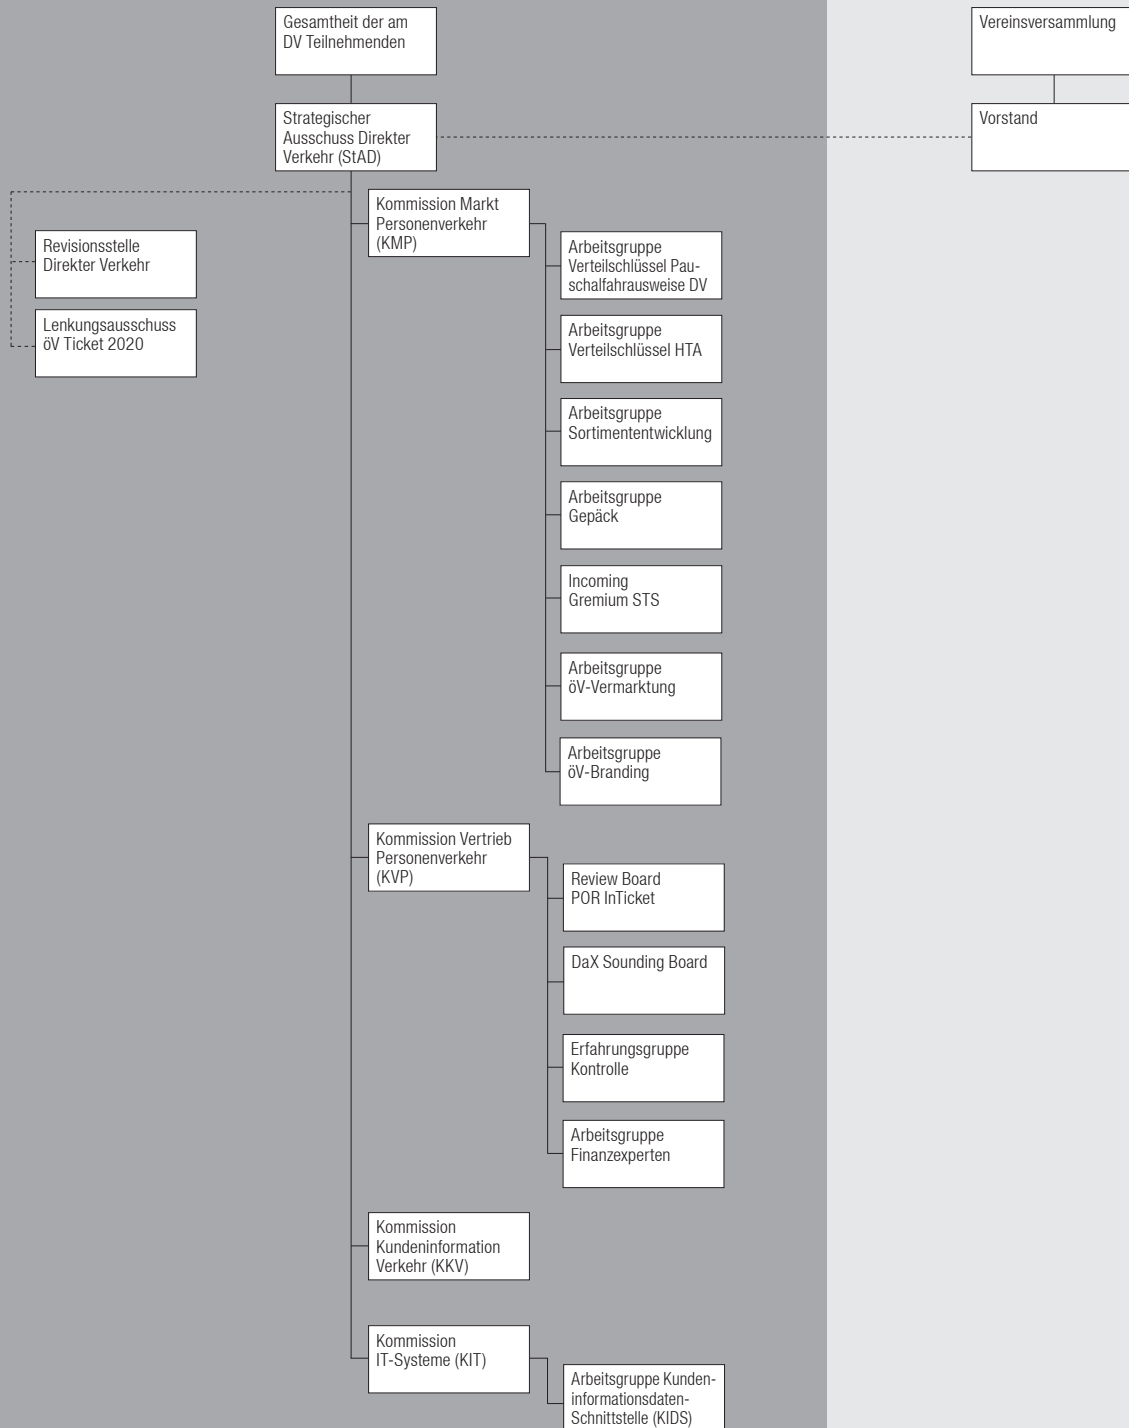 Gesamtheit der am
DV Teilnehmenden
Vereinsversammlung
Strategischer
Ausschuss Direkter
Verkehr (StAD)
Vorstand
Revisionsstelle
Direkter Verkehr
Lenkungsausschuss
öV Ticket 2020
Kommission Markt
Personenverkehr
(KMP)
Arbeitsgruppe
Verteilschlüssel Pau-
schalfahrausweise DV
Arbeitsgruppe
Verteilschlüssel HTA
Arbeitsgruppe
Sortimententwicklung
Arbeitsgruppe
Gepäck
Incoming
Gremium STS
Arbeitsgruppe
öV-Vermarktung
Arbeitsgruppe
öV-Branding
Kommission Vertrieb
Personenverkehr
(KVP)
Review Board
POR InTicket
DaX Sounding Board
Erfahrungsgruppe
Kontrolle
Arbeitsgruppe
Finanzexperten
Kommission
Kundeninformation
Verkehr (KKV)
Kommission
IT-Systeme (KIT)
Arbeitsgruppe Kunden-
informationsdaten-
Schnittstelle (KIDS)